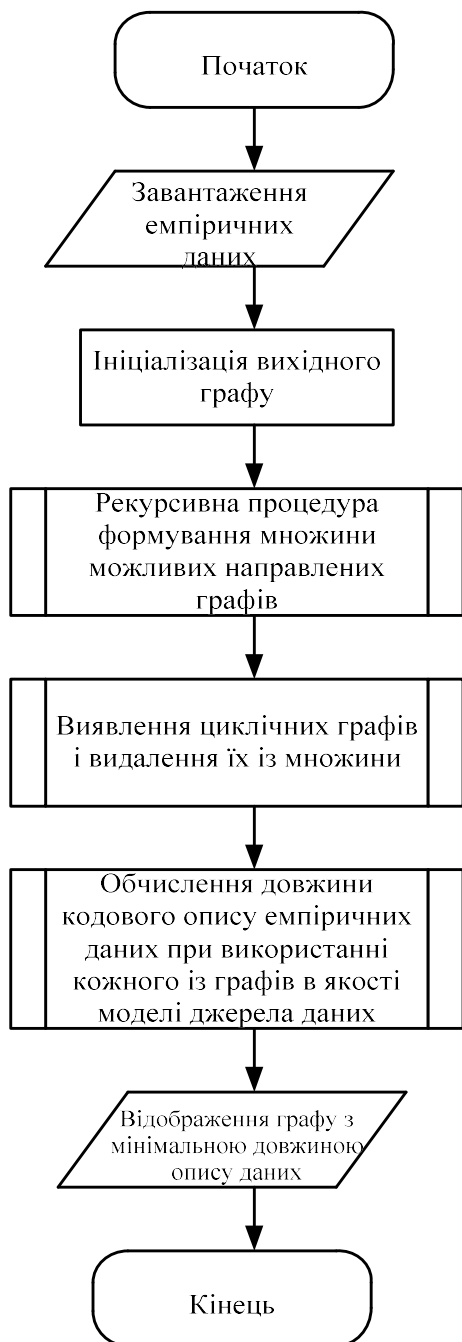 Початок
Завантаження
емпіричних
даних
Ініціалізація вихідного
графу
Рекурсивна процедура
формування множини
можливих направлених
графів
Виявлення циклічних графів
і видалення їх із множини
Обчислення довжини
кодового опису емпіричних
даних при використанні
кожного із графів в якості
моделі джерела даних
Відображення графу з
мінімальною довжиною
опису даних
Кінець